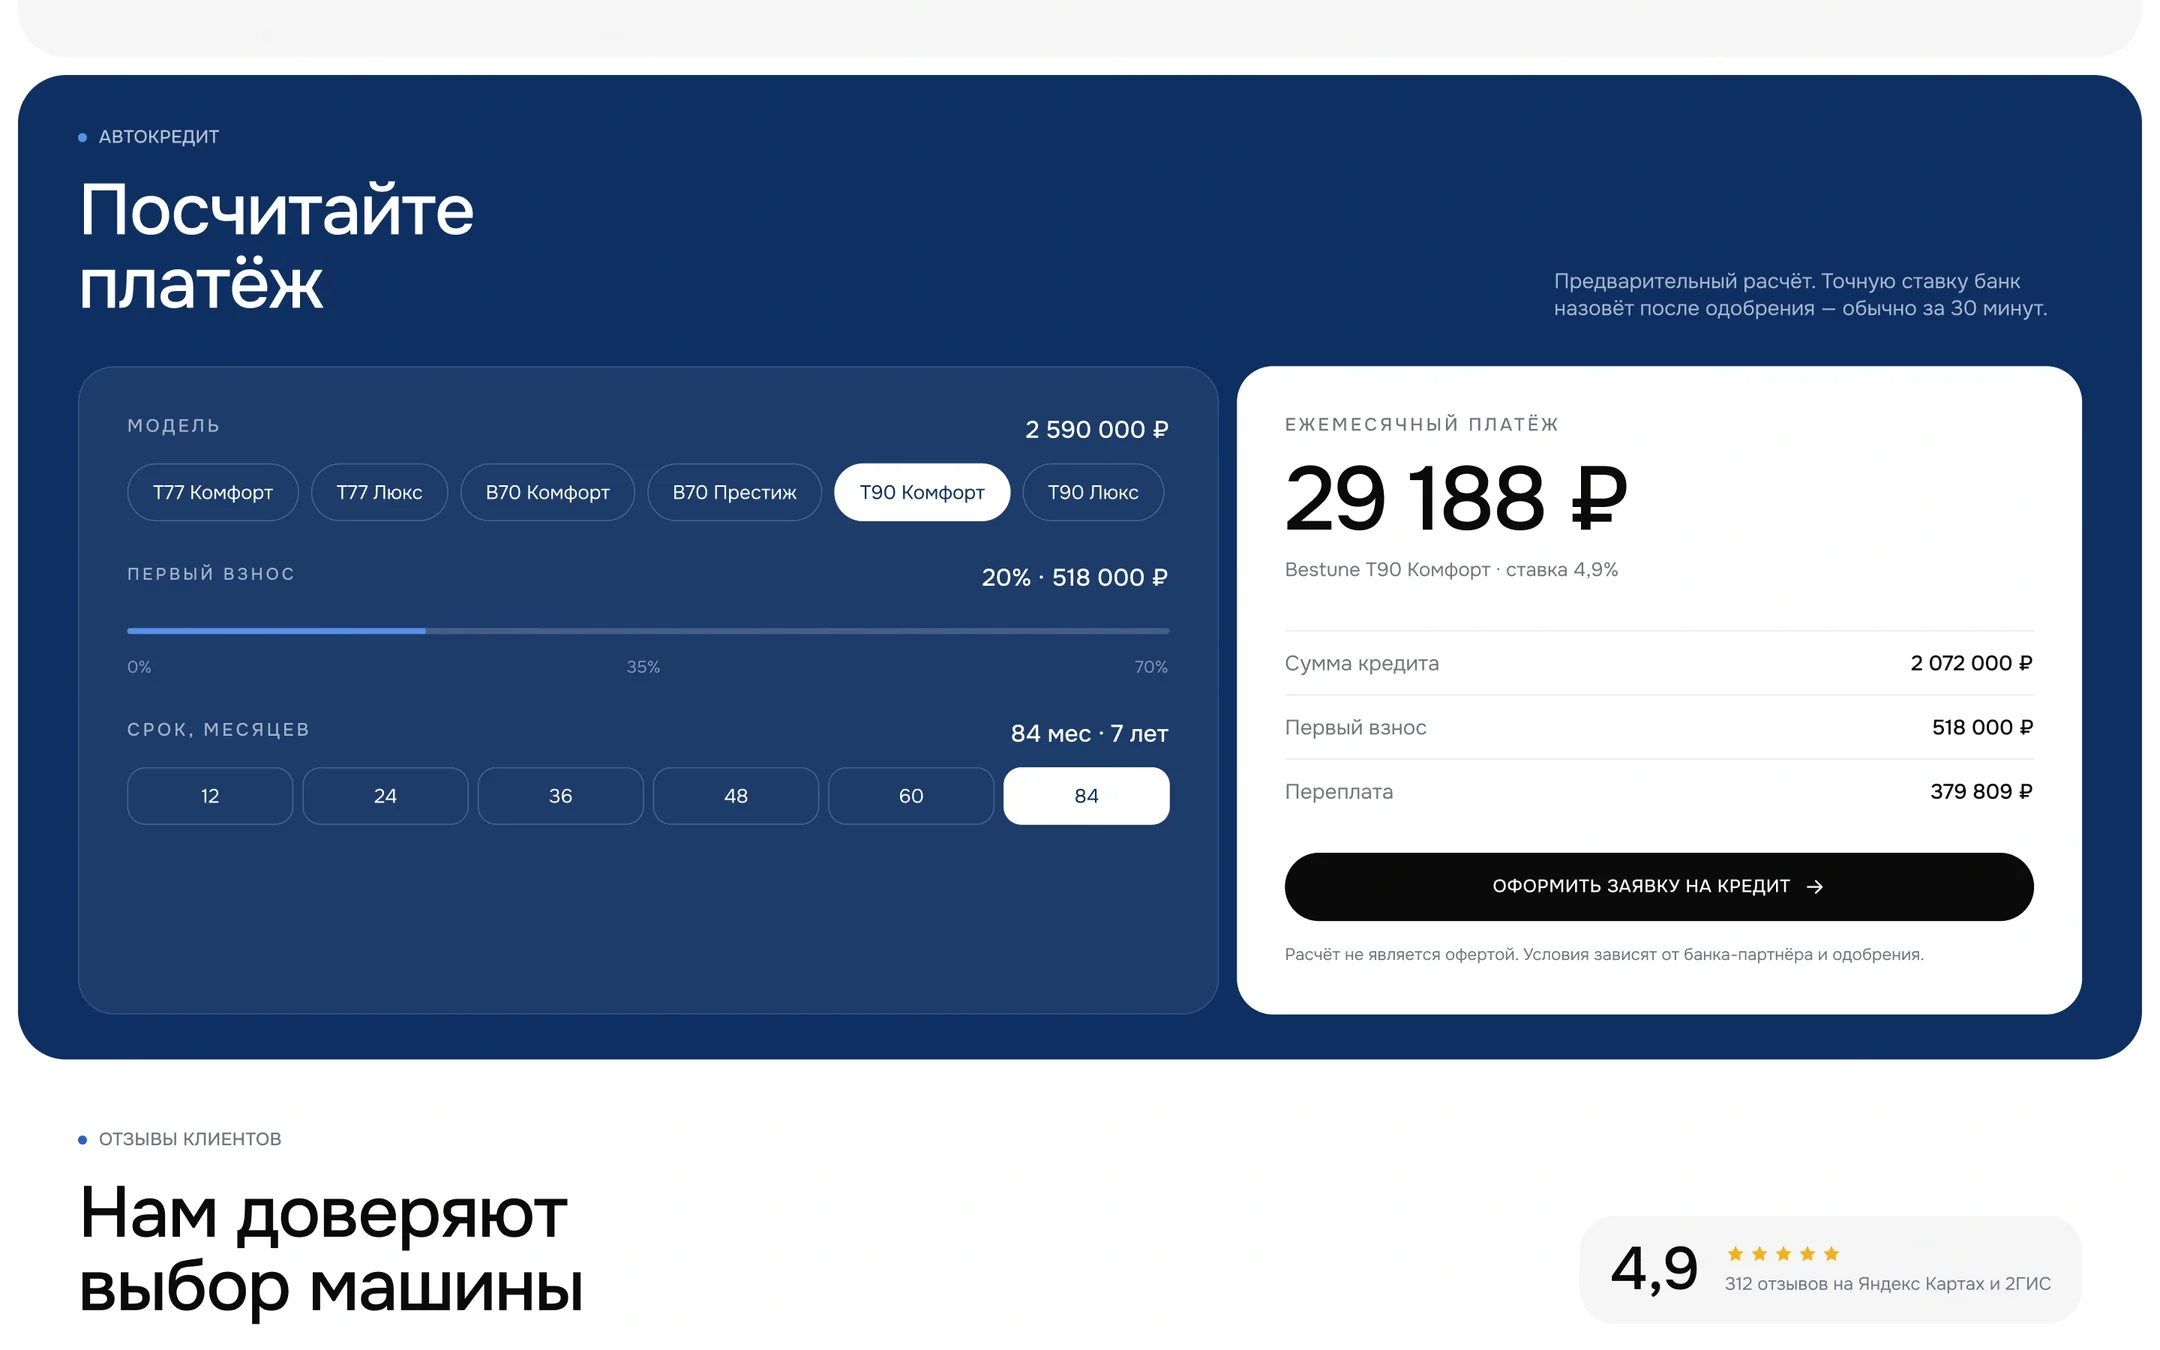 АВТОКРЕДИТ
Посчитайте
платёж
Предварительный расчёт. Точную ставку банк
назовёт после одобрения — обычно за 30 минут.
МОДЕЛЬ
2 590 000 ₽
T77 Комфорт
T77 Люкс
B70 Комфорт
B70 Престиж
T90 Комфорт
T90 Люкс
ПЕРВЫЙ ВЗНОС
20% · 518 000 ₽
0%
35%
70%
СРОК, МЕСЯЦЕВ
84 мес · 7 лет
12
24
36
48
60
84
ЕЖЕМЕСЯЧНЫЙ ПЛАТЁЖ
29 188 ₽
Bestune T90 Комфорт · ставка 4,9%
Сумма кредита
2 072 000 ₽
Первый взнос
518 000 ₽
Переплата
379 809 ₽
ОФОРМИТЬ ЗАЯВКУ НА КРЕДИТ →
Расчёт не является офертой. Условия зависят от банка-партнёра и одобрения.
ОТЗЫВЫ КЛИЕНТОВ
Нам доверяют
выбор машины
4,9
312 отзывов на Яндекс Картах и 2ГИС